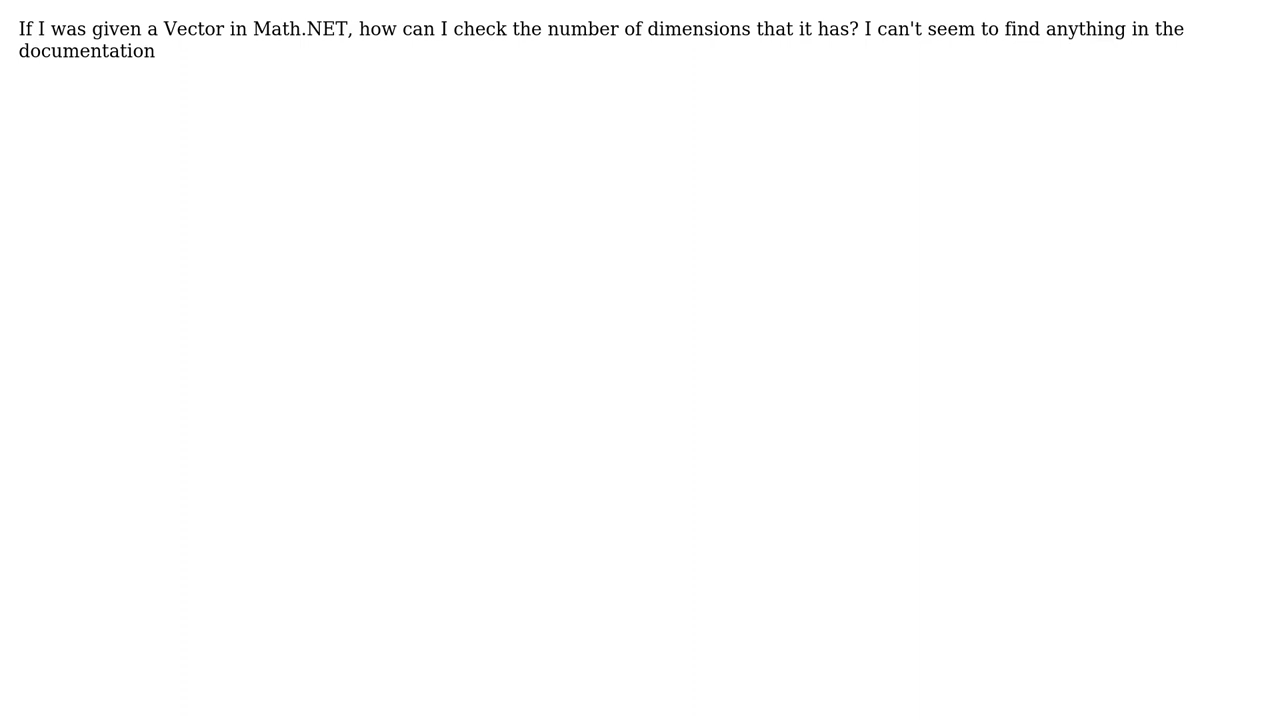 If I was given a Vector in Math.NET, how can I check the number of dimensions that it has? I can't seem to find anything in the
documentation